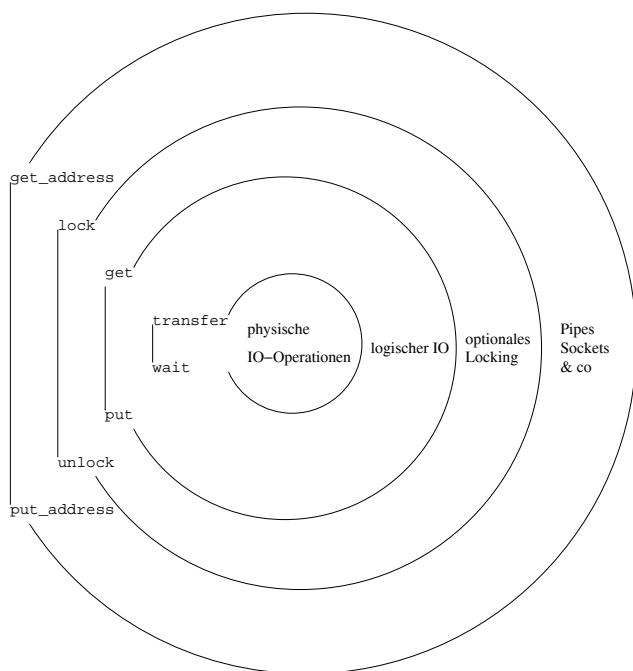 get_address
lock
get
transfer
wait
put
unlock
put_address
physische
IO−Operationen
logischer IO
optionales
Locking
Pipes
Sockets
& co